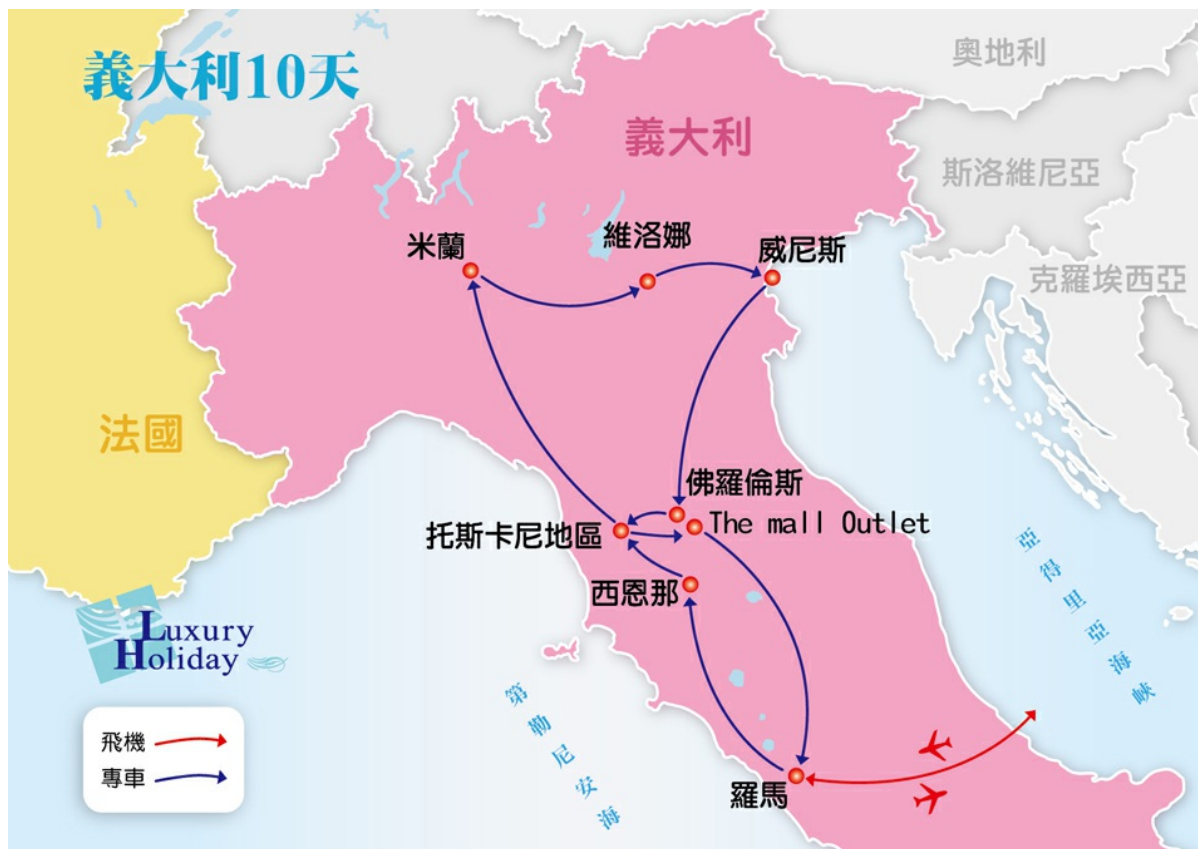 義大利10天
奧地利
義大利
斯洛維尼亞
維洛娜
米蘭
威尼斯
克羅埃西亞
法國
佛羅倫斯
The mall Outlet
托斯卡尼地區
西恩那
亞得里亞海峽
Luxury
Holiday
第勒尼安海
飛機
專車
羅馬